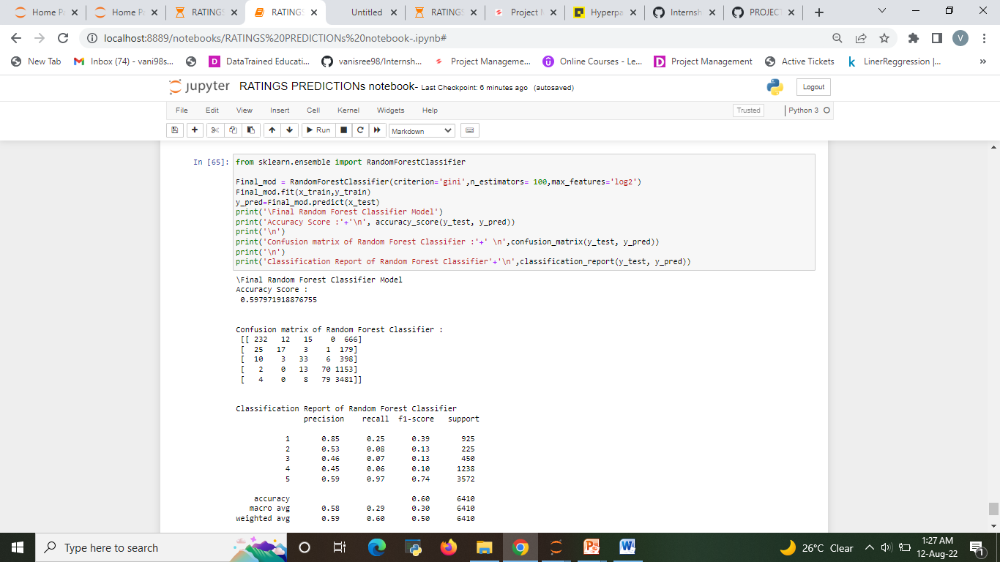 Home Pa
Home Pa
RATINGS
RATINGS
Untitled
RATINGS
Project M
Hyperpa
Internsh
PROJECT
localhost:8889/notebooks/RATINGS%20PREDICTIONs%20notebook-.ipynb#
V
New Tab
Inbox (74) - vani98s...
DataTrained Educati...
vanisree98/Internsh...
Project Manageme...
Online Courses - Le...
Project Management
Active Tickets
LinerReggression |...
»
jupyter RATINGS PREDICTIONs notebook- Last Checkpoint: 6 minutes ago (autosaved)
Logout
File Edit View Insert Cell Kernel Widgets Help
Trusted
Python 3
Run
Markdown
In [65]: from sklearn.ensemble import RandomForestClassifier
Final_mod = RandomForestClassifier(criterion='gini',n_estimators= 100,max_features='log2')
Final_mod.fit(x_train,y_train)
y_pred=Final_mod.predict(x_test)
print('\Final Random Forest Classifier Model')
print('Accuracy Score :'+'\n', accuracy_score(y_test, y_pred))
print('\n')
print('Confusion matrix of Random Forest Classifier :'+' \n',confusion_matrix(y_test, y_pred))
print('\n')
print('Classification Report of Random Forest Classifier'+'\n',classification_report(y_test, y_pred))
\Final Random Forest Classifier Model
Accuracy Score :
0.597971918876755
Confusion matrix of Random Forest Classifier :
[[ 232 12 15 0 666]
[ 25 17 3 1 179]
[ 10 3 33 6 398]
[ 2 0 13 70 1153]
[ 4 0 8 79 3481]]
Classification Report of Random Forest Classifier
precision recall f1-score support
1 0.85 0.25 0.39 925
2 0.53 0.08 0.13 225
3 0.46 0.07 0.13 450
4 0.45 0.06 0.10 1238
5 0.59 0.97 0.74 3572
accuracy 0.60 6410
macro avg 0.58 0.29 0.30 6410
weighted avg 0.59 0.60 0.50 6410
Type here to search
26°C Clear
1:27 AM
12-Aug-22
1